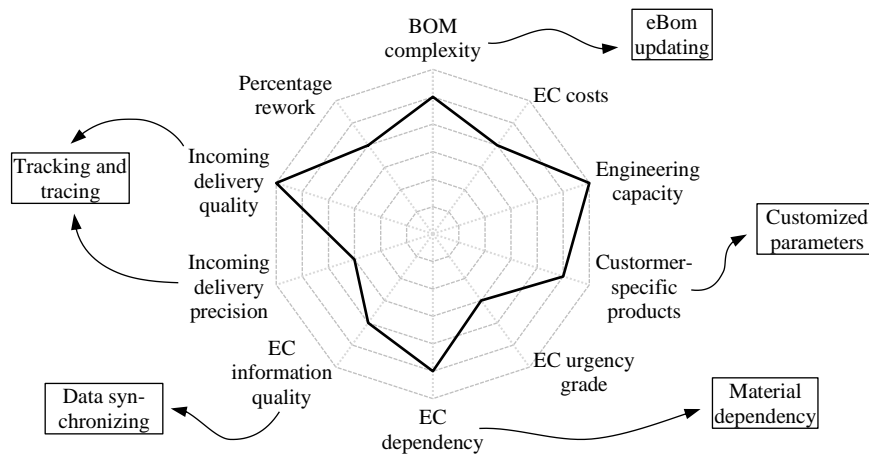 BOM
complexity
eBom
updating
EC costs
Percentage
rework
Engineering
capacity
Incoming
delivery
quality
Tracking and
tracing
Customized
parameters
Custormer-
specific
products
Incoming
delivery
precision
EC urgency
grade
EC
information
quality
Data syn-
chronizing
EC
dependency
Material
dependency